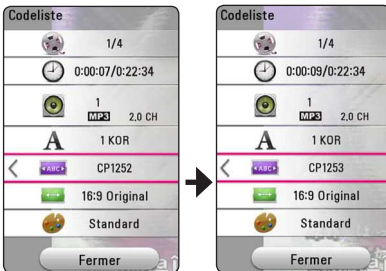 Codeliste
1/4
0:00:07/0:22:34
1
MP3 2,0 CH
A 1 KOR
ABC CP1252
16:9 Original
Standard
Fermer
Codeliste
1/4
0:00:09/0:22:34
1
MP3 2,0 CH
A 1 KOR
ABC CP1253
16:9 Original
Standard
Fermer